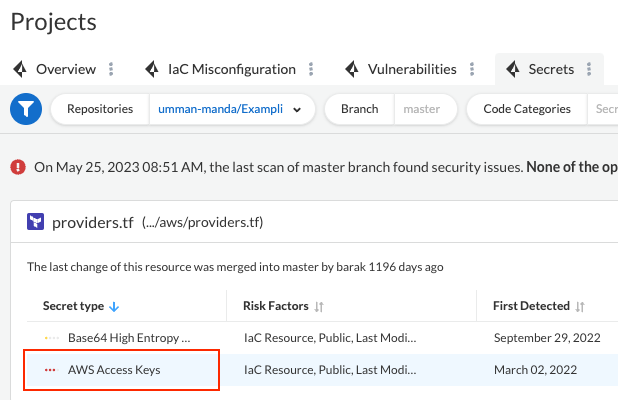 Projects
Overview IaC Misconfiguration Vulnerabilities Secrets
Repositories umman-manda/Exampli Branch master Code Categories Secr
On May 25, 2023 08:51 AM, the last scan of master branch found security issues. None of the op
providers.tf (.../aws/providers.tf)
The last change of this resource was merged into master by barak 1196 days ago
Secret type Risk Factors First Detected
Base64 High Entropy ... IaC Resource, Public, Last Modi... September 29, 2022
AWS Access Keys IaC Resource, Public, Last Modi... March 02, 2022